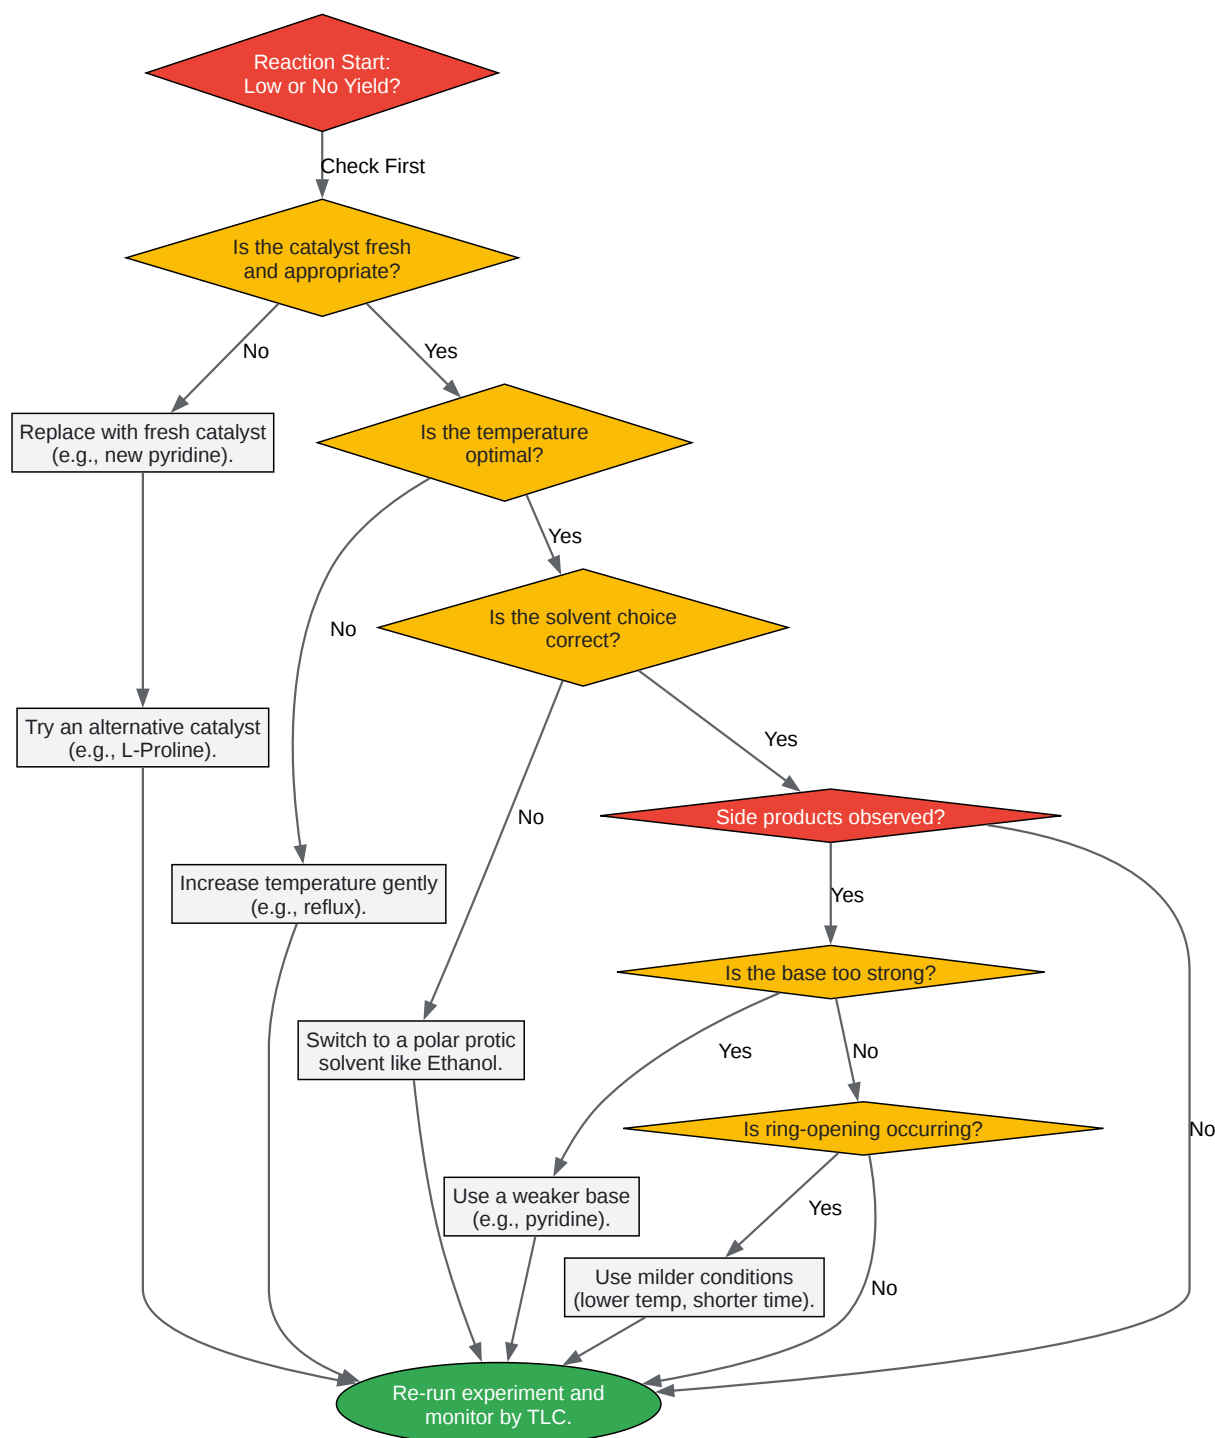 Reaction Start:
Low or No Yield?
Check First
Is the catalyst fresh
and appropriate?
No
Yes
Replace with fresh catalyst
(e.g., new pyridine).
Is the temperature
optimal?
Yes
No
Is the solvent choice
correct?
Try an alternative catalyst
(e.g., L-Proline).
Yes
No
Side products observed?
Increase temperature gently
(e.g., reflux).
Yes
Is the base too strong?
Switch to a polar protic
solvent like Ethanol.
Yes
No
Is ring-opening occurring?
No
Use a weaker base
(e.g., pyridine).
Yes
Use milder conditions
(lower temp, shorter time).
No
Re-run experiment and
monitor by TLC.